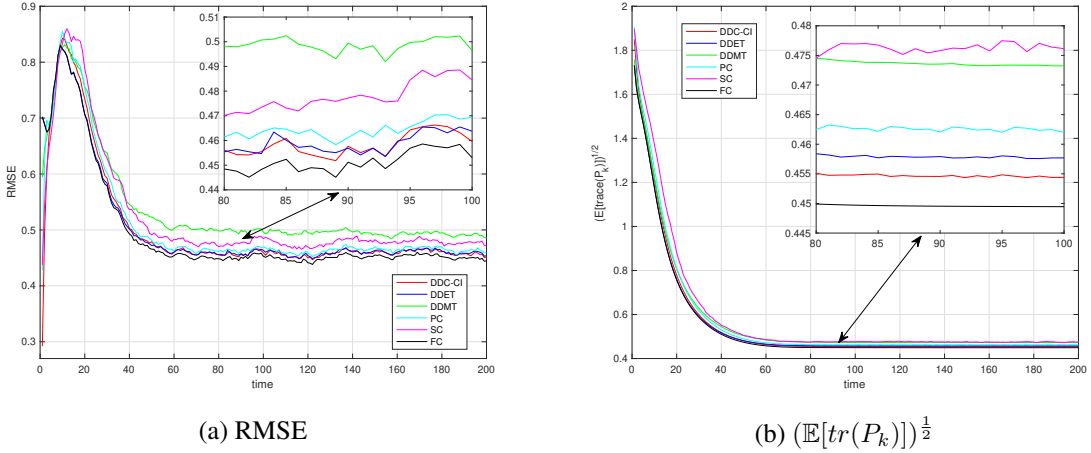 0.9
0.8
0.7
0.6
0.5
0.4
0.3
RMSE
0 20 40 60 80 100 120 140 160 180 200
time
0.51
0.5
0.49
0.48
0.47
0.46
0.45
0.44
80 85 90 95 100
DDC-CI
DDET
DDMT
PC
SC
FC
(a) RMSE
2
1.8
1.6
1.4
1.2
1
0.8
0.6
0.4
(E[trace(P_k)])^{1/2}
0 20 40 60 80 100 120 140 160 180 200
time
DDC-CI
DDET
DDMT
PC
SC
FC
0.48
0.475
0.47
0.465
0.46
0.455
0.45
0.445
80 85 90 95 100
(b) (𝔼[tr(P_k)])^{1/2}